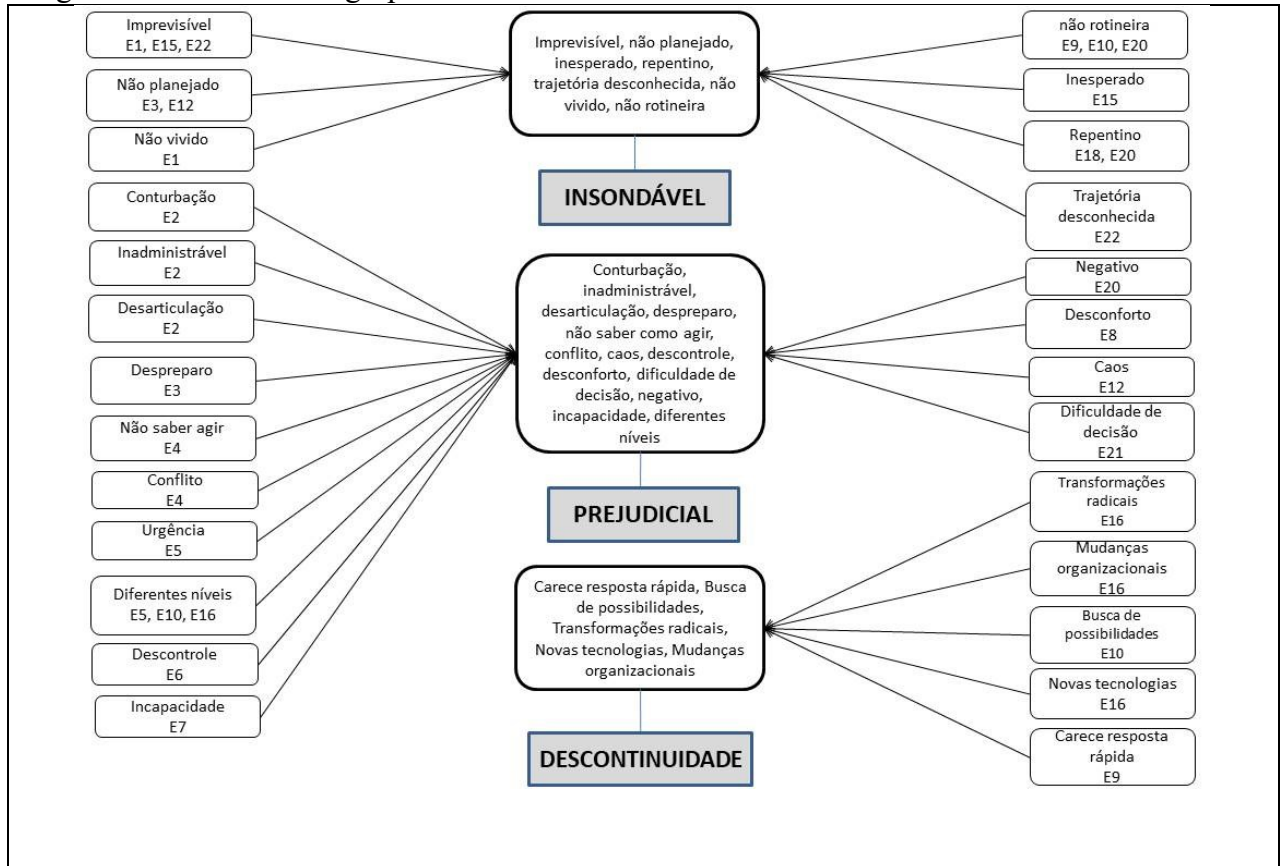 Imprevisível
E1, E15, E22
Não planejado
E3, E12
Não vivido
E1
Conturbação
E2
Inadministrável
E2
Desarticulação
E2
Despreparo
E3
Não saber agir
E4
Conflito
E4
Urgência
E5
Diferentes níveis
E5, E10, E16
Descontrole
E6
Incapacidade
E7
Imprevisível, não planejado,
inesperado, repentino,
trajetória desconhecida, não
vivido, não rotineira
INSONDÁVEL
Conturbação,
inadministrável,
desarticulação, despreparo,
não saber como agir,
conflito, caos, descontrole,
desconforto, dificuldade de
decisão, negativo,
incapacidade, diferentes
níveis
PREJUDICIAL
Carece resposta rápida, Busca
de possibilidades,
Transformações radicais,
Novas tecnologias, Mudanças
organizacionais
DESCONTINUIDADE
não rotineira
E9, E10, E20
Inesperado
E15
Repentino
E18, E20
Trajetória
desconhecida
E22
Negativo
E20
Desconforto
E8
Caos
E12
Dificuldade de
decisão
E21
Transformações
radicais
E16
Mudanças
organizacionais
E16
Busca de
possibilidades
E10
Novas tecnologias
E16
Carece resposta
rápida
E9